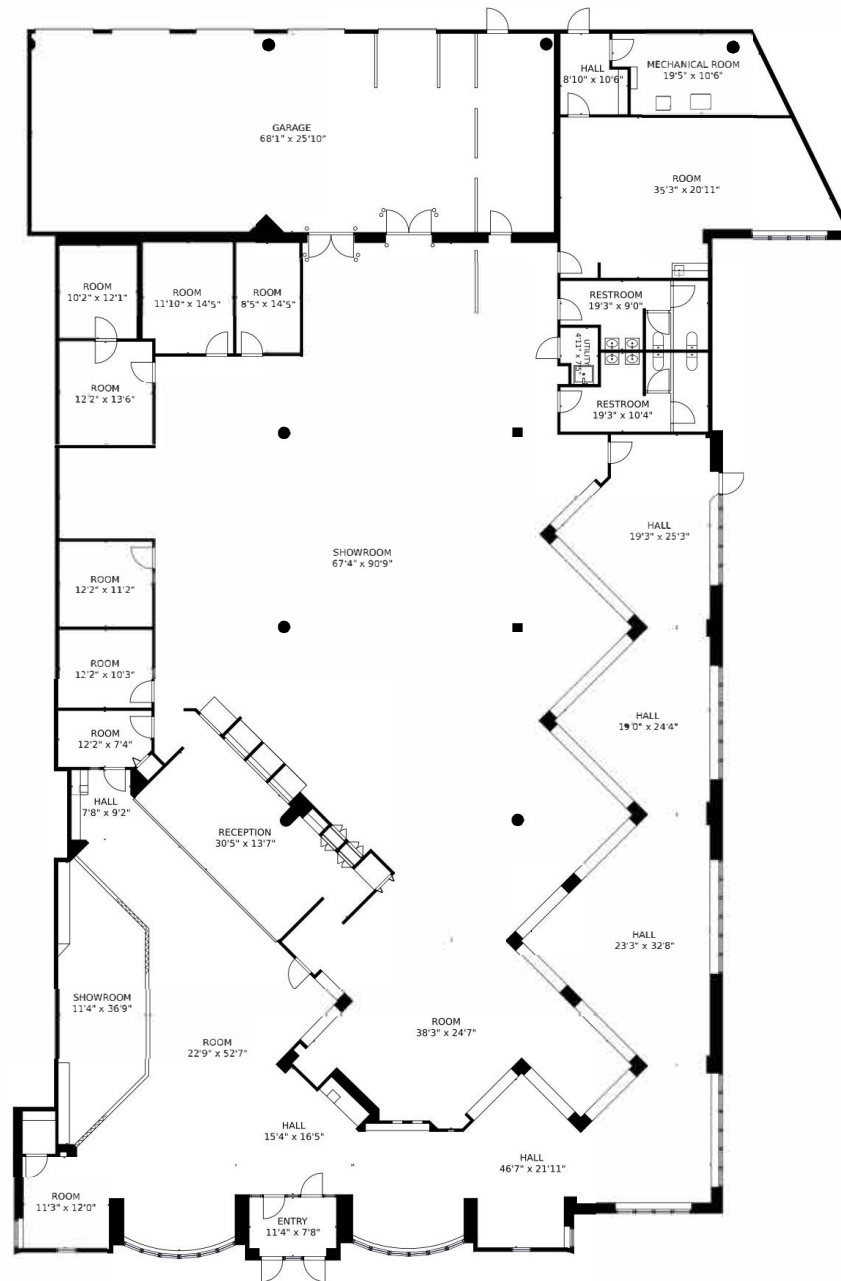 HALL
8'10" x 10'6"
MECHANICAL ROOM
19'5" x 10'6"
GARAGE
68'1" x 25'10"
ROOM
35'3" x 20'11"
ROOM
10'2" x 12'1"
ROOM
11'10" x 14'5"
ROOM
8'5" x 14'5"
RESTROOM
19'3" x 9'0"
UTILITY
4'11" x 7'5"
ROOM
12'2" x 13'6"
RESTROOM
19'3" x 10'4"
HALL
19'3" x 25'3"
SHOWROOM
67'4" x 90'9"
ROOM
12'2" x 11'2"
ROOM
12'2" x 10'3"
HALL
19'0" x 24'4"
ROOM
12'2" x 7'4"
HALL
7'8" x 9'2"
RECEPTION
30'5" x 13'7"
HALL
23'3" x 32'8"
SHOWROOM
11'4" x 36'9"
ROOM
38'3" x 24'7"
ROOM
22'9" x 52'7"
HALL
15'4" x 16'5"
HALL
46'7" x 21'11"
ROOM
11'3" x 12'0"
ENTRY
11'4" x 7'8"